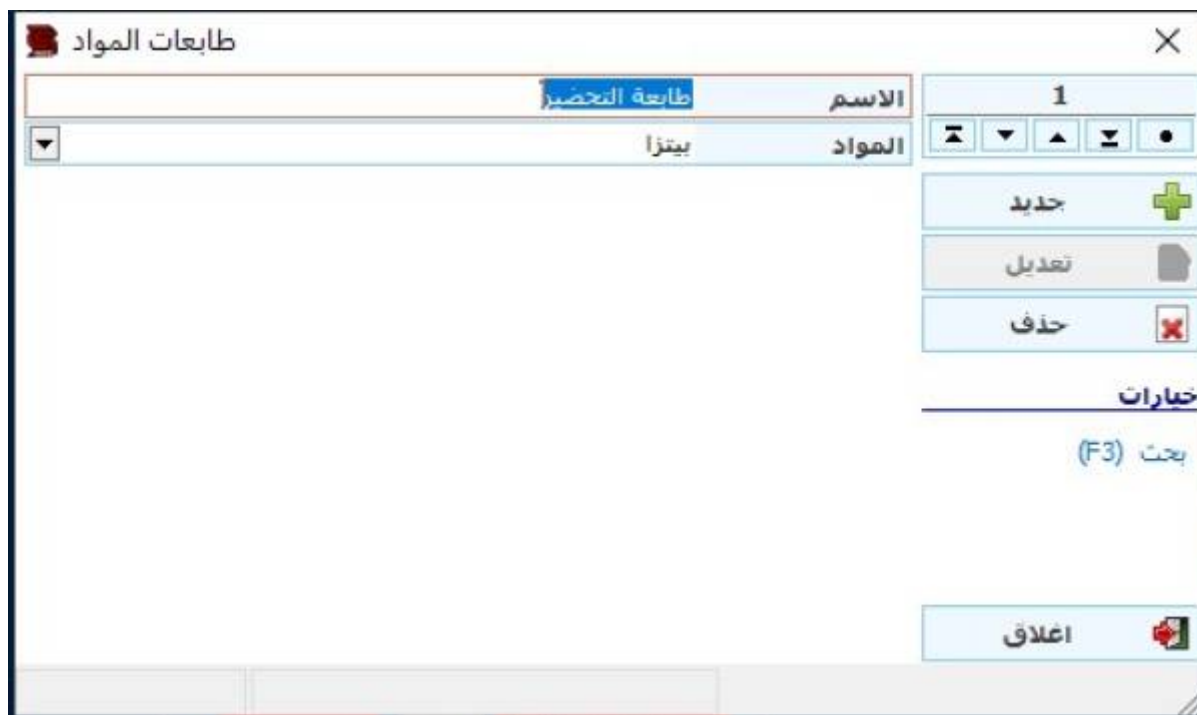 طابعات المواد
الاسم طابعة التحضير
المواد بيتزا
1
جديد
تعديل
حذف
خيارات
بحث (F3)
اغلاق